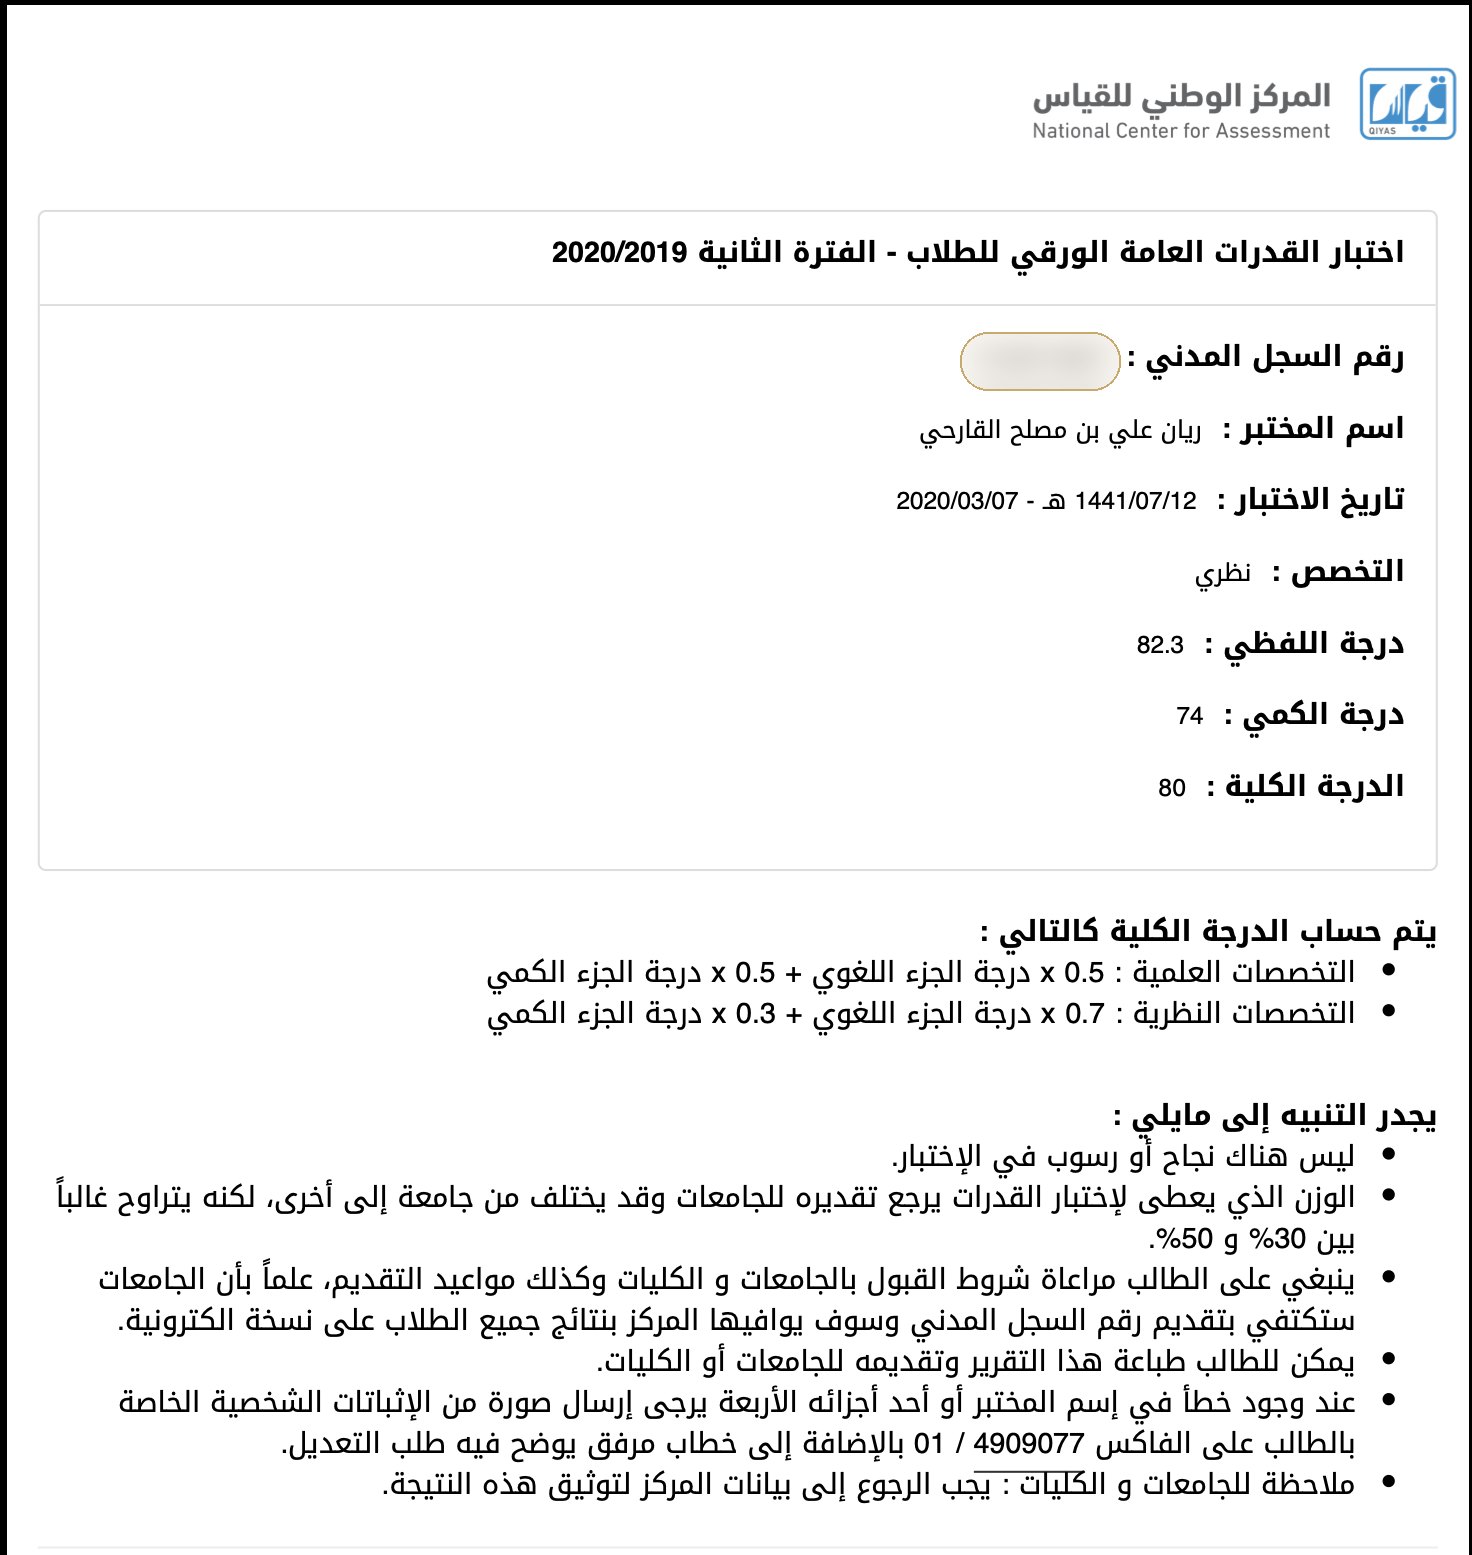 المركز الوطني للقياس
National Center for Assessment
قياس
QIYAS
اختبار القدرات العامة الورقي للطلاب - الفترة الثانية 2020/2019
رقم السجل المدني :
اسم المختبر : ريان علي بن مصلح القارحي
تاريخ الاختبار : 1441/07/12 هـ - 2020/03/07
التخصص : نظري
درجة اللفظي : 82.3
درجة الكمي : 74
الدرجة الكلية : 80
يتم حساب الدرجة الكلية كالتالي :
• التخصصات العلمية : 0.5 x درجة الجزء اللغوي + 0.5 x درجة الجزء الكمي
• التخصصات النظرية : 0.7 x درجة الجزء اللغوي + 0.3 x درجة الجزء الكمي
يجدر التنبيه إلى مايلي :
• ليس هناك نجاح أو رسوب في الإختبار.
• الوزن الذي يعطى لإختبار القدرات يرجع تقديره للجامعات وقد يختلف من جامعة إلى أخرى، لكنه يتراوح غالباً
بين 30% و 50%.
• ينبغي على الطالب مراعاة شروط القبول بالجامعات و الكليات وكذلك مواعيد التقديم، علماً بأن الجامعات
ستكتفي بتقديم رقم السجل المدني وسوف يوافيها المركز بنتائج جميع الطلاب على نسخة الكترونية.
• يمكن للطالب طباعة هذا التقرير وتقديمه للجامعات أو الكليات.
• عند وجود خطأ في إسم المختبر أو أحد أجزائه الأربعة يرجى إرسال صورة من الإثباتات الشخصية الخاصة
بالطالب على الفاكس 4909077 / 01 بالإضافة إلى خطاب مرفق يوضح فيه طلب التعديل.
• ملاحظة للجامعات و الكليات : يجب الرجوع إلى بيانات المركز لتوثيق هذه النتيجة.